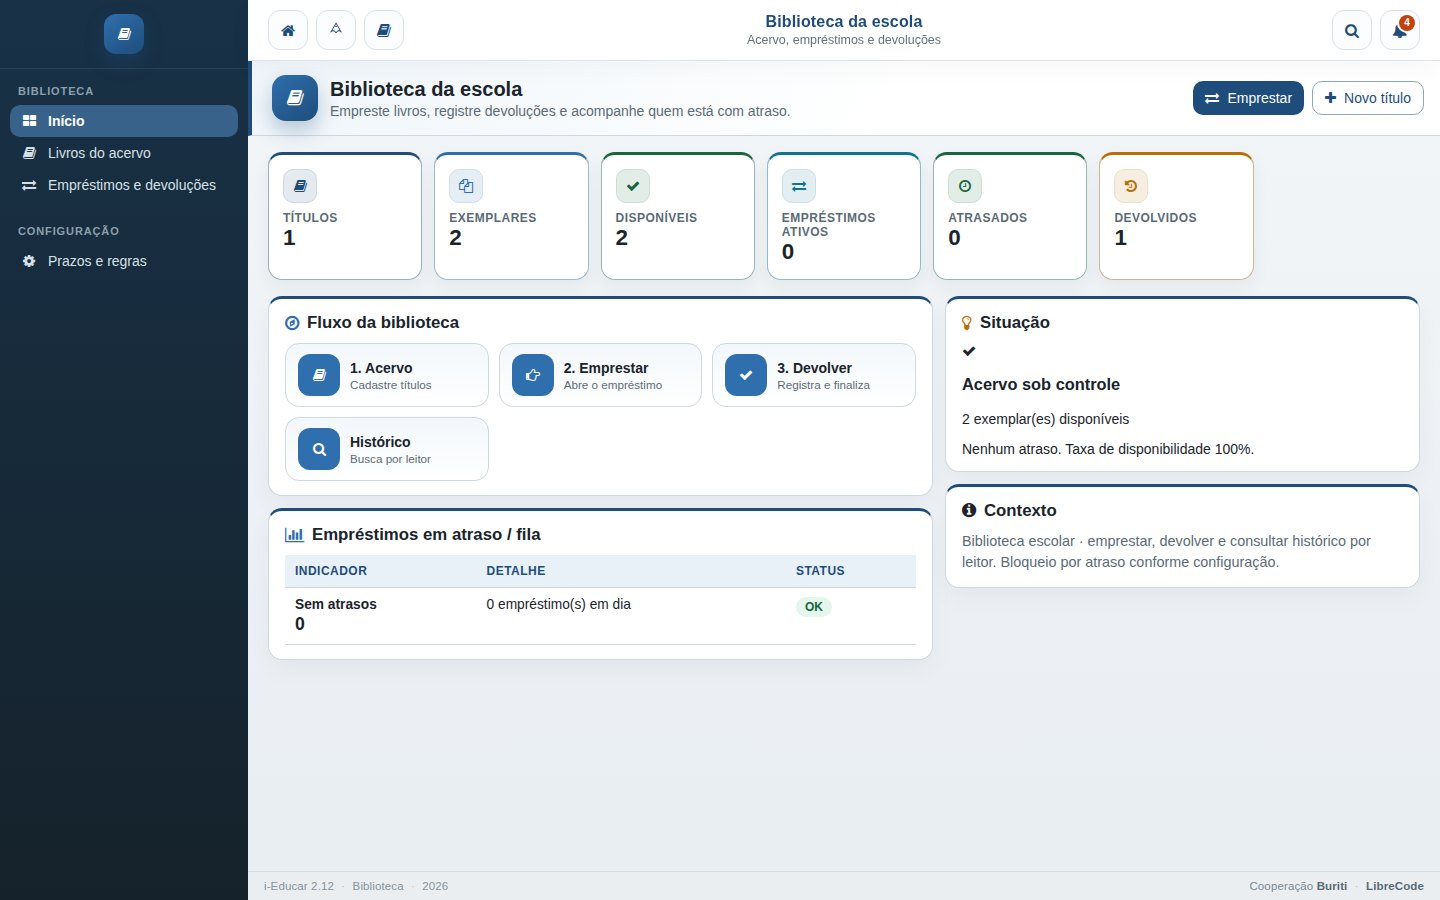 BIBLIOTECA
Início
Livros do acervo
Empréstimos e devoluções
CONFIGURAÇÃO
Prazos e regras
Biblioteca da escola
Acervo, empréstimos e devoluções
4
Biblioteca da escola
Empreste livros, registre devoluções e acompanhe quem está com atraso.
Emprestar
Novo título
TÍTULOS
1
EXEMPLARES
2
DISPONÍVEIS
2
EMPRÉSTIMOS
ATIVOS
0
ATRASADOS
0
DEVOLVIDOS
1
Fluxo da biblioteca
1. Acervo
Cadastre títulos
2. Emprestar
Abre o empréstimo
3. Devolver
Registra e finaliza
Histórico
Busca por leitor
Empréstimos em atraso / fila
INDICADOR DETALHE STATUS
Sem atrasos 0 empréstimo(s) em dia OK
0
Situação
Acervo sob controle
2 exemplar(es) disponíveis
Nenhum atraso. Taxa de disponibilidade 100%.
Contexto
Biblioteca escolar · emprestar, devolver e consultar histórico por
leitor. Bloqueio por atraso conforme configuração.
i-Educar 2.12 · Biblioteca · 2026
Cooperação Buriti · LibreCode